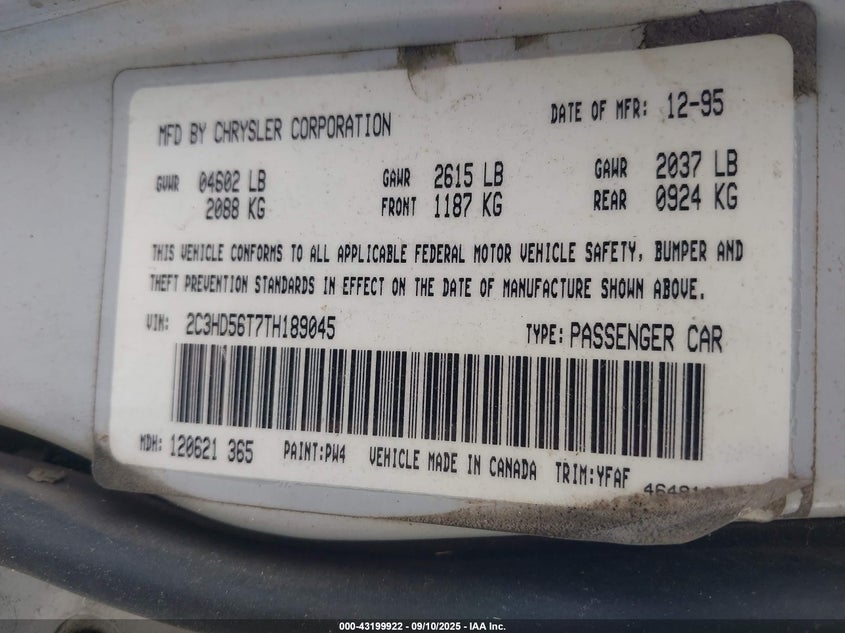 MFD BY CHRYSLER CORPORATION DATE OF MFR: 12-95
GVWR 04602 LB GAWR 2615 LB GAWR 2037 LB
2088 KG FRONT 1187 KG REAR 0924 KG
THIS VEHICLE CONFORMS TO ALL APPLICABLE FEDERAL MOTOR VEHICLE SAFETY, BUMPER AND
THEFT PREVENTION STANDARDS IN EFFECT ON THE DATE OF MANUFACTURE SHOWN ABOVE.
VIN: 2C3HD56T7TH189045 TYPE: PASSENGER CAR
MDH: 120621 365 PAINT:PW4 VEHICLE MADE IN CANADA TRIM:YFAF
000-43199922 - 09/10/2025 - IAA Inc.